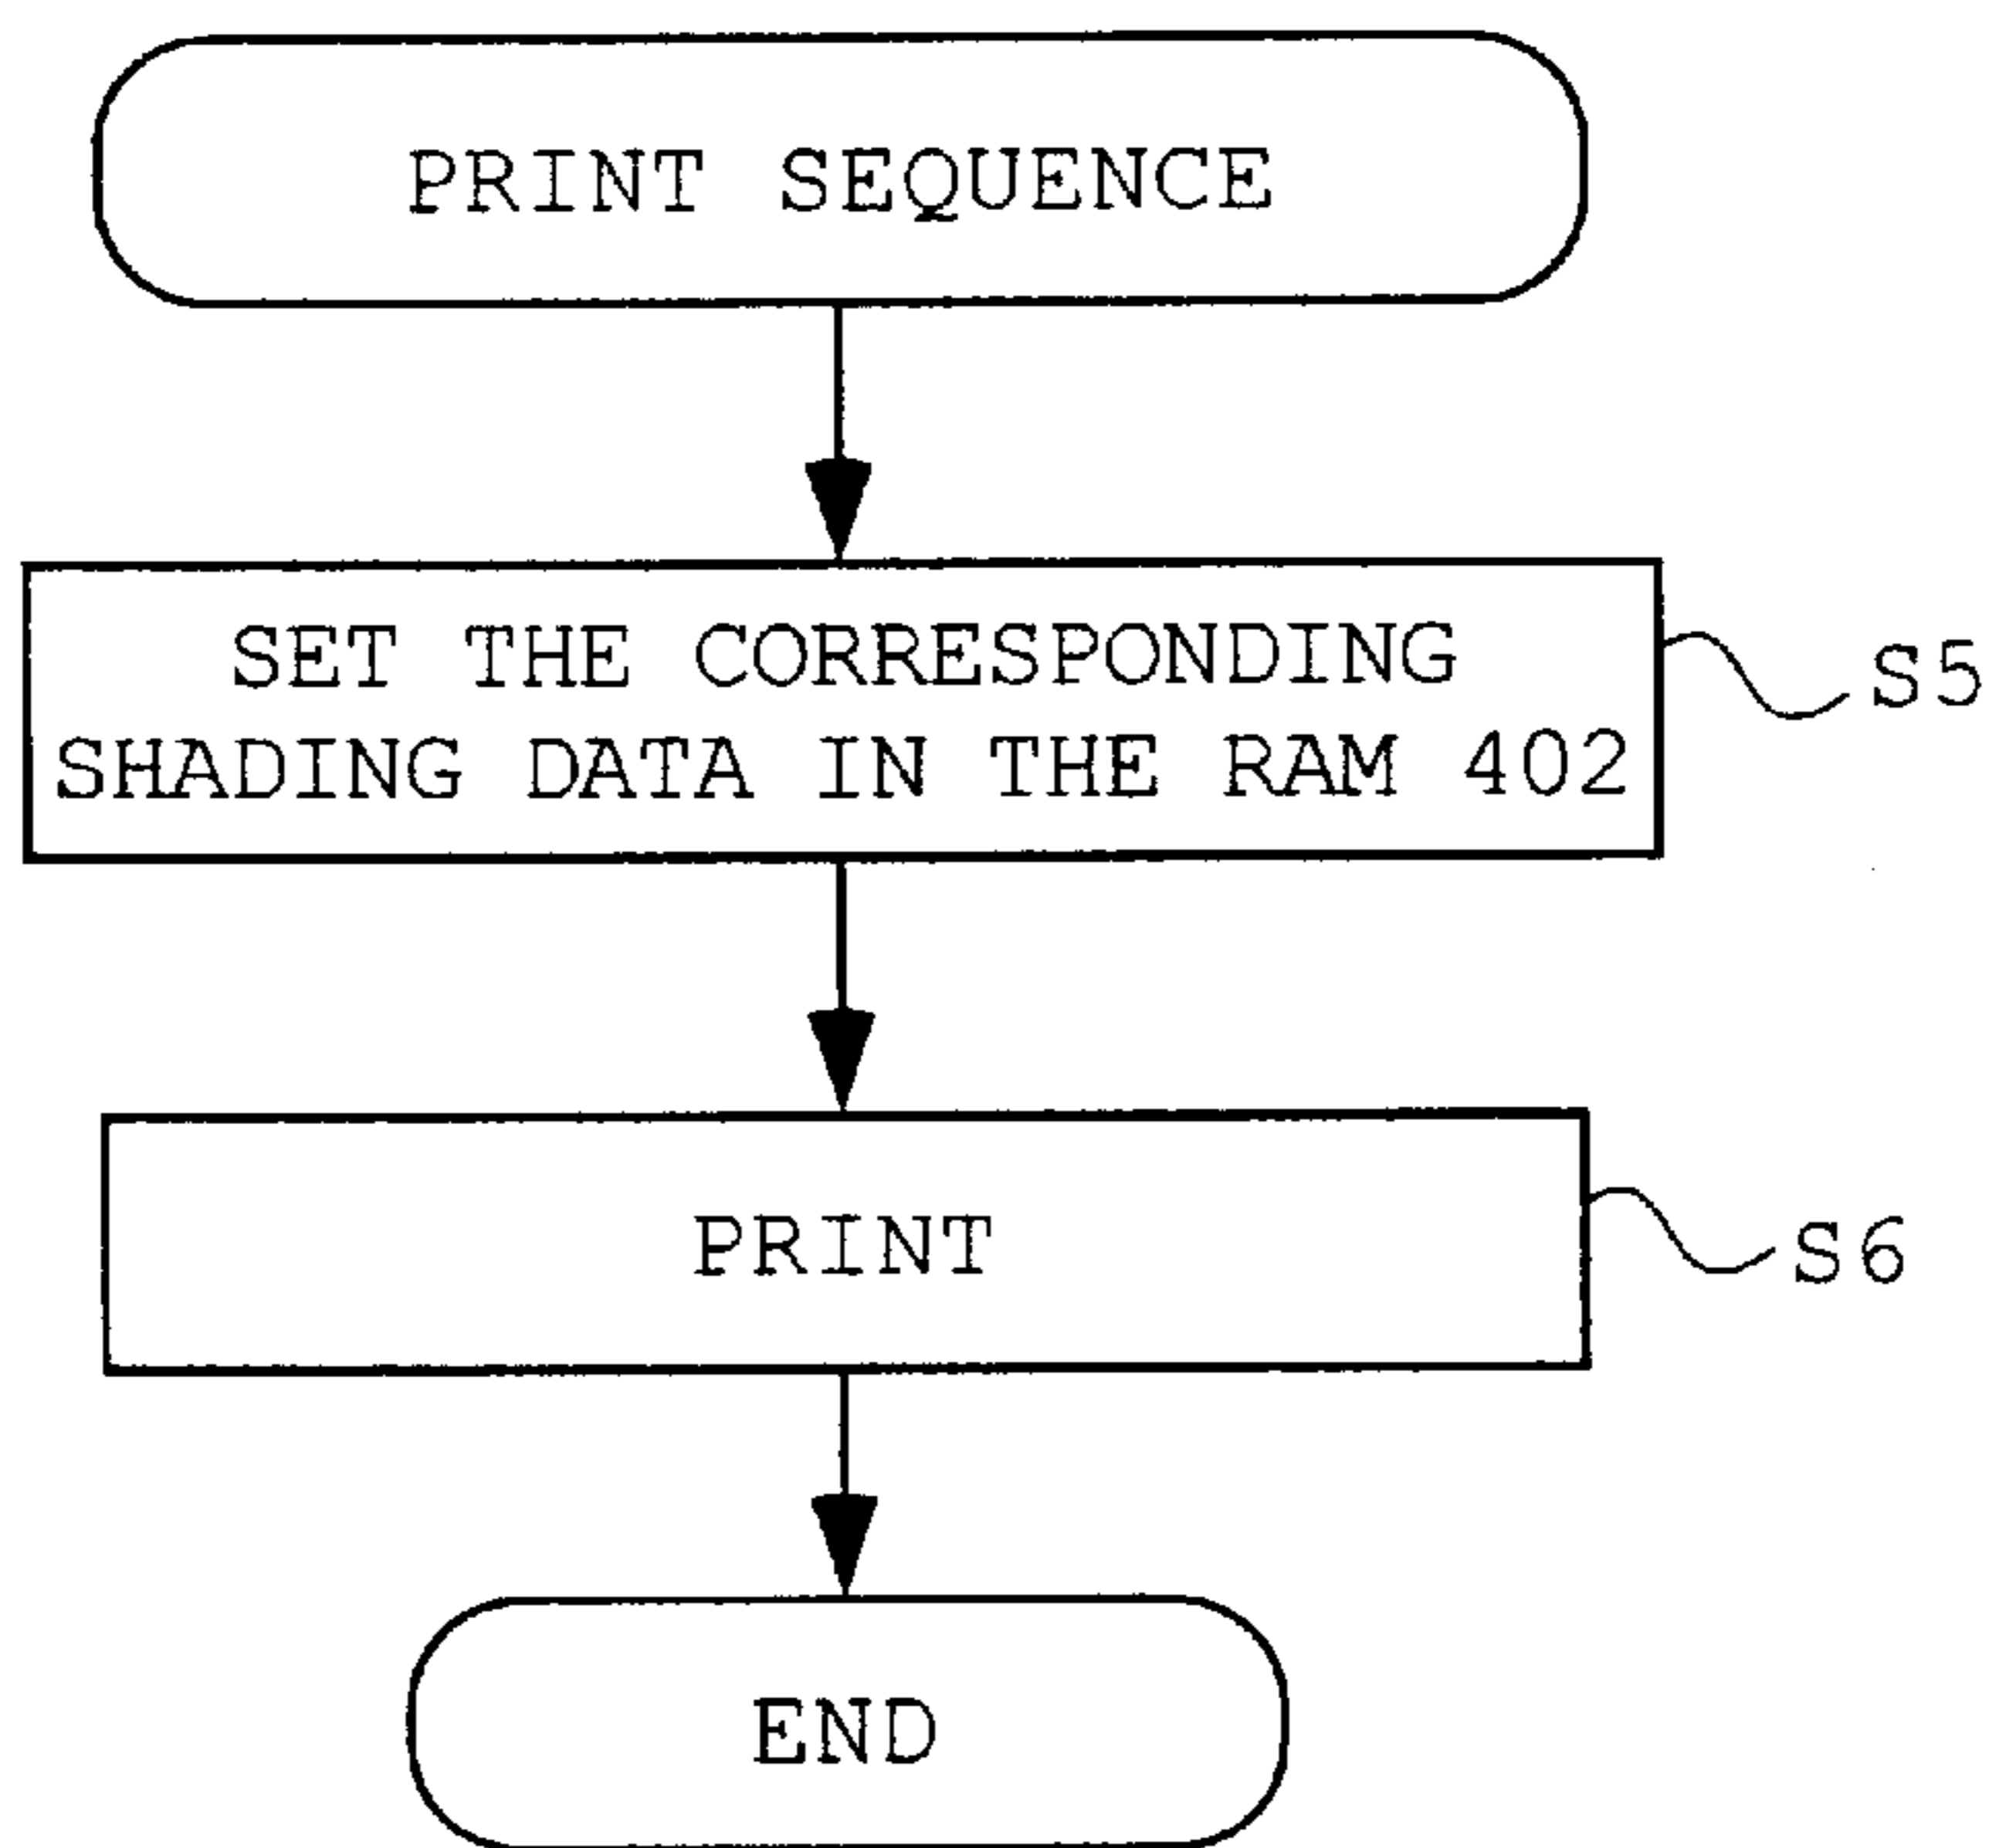 PRINT SEQUENCE
SET THE CORRESPONDING
SHADING DATA IN THE RAM 402
S5
PRINT
S6
END